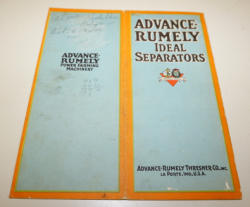 ADVANCE-
RUMELY
POWER FARMING
MACHINERY
ADVANCE-
RUMELY
IDEAL
SEPARATORS
ADVANCE-RUMELY THRESHER CO., INC.
LA PORTE, IND., U.S.A.